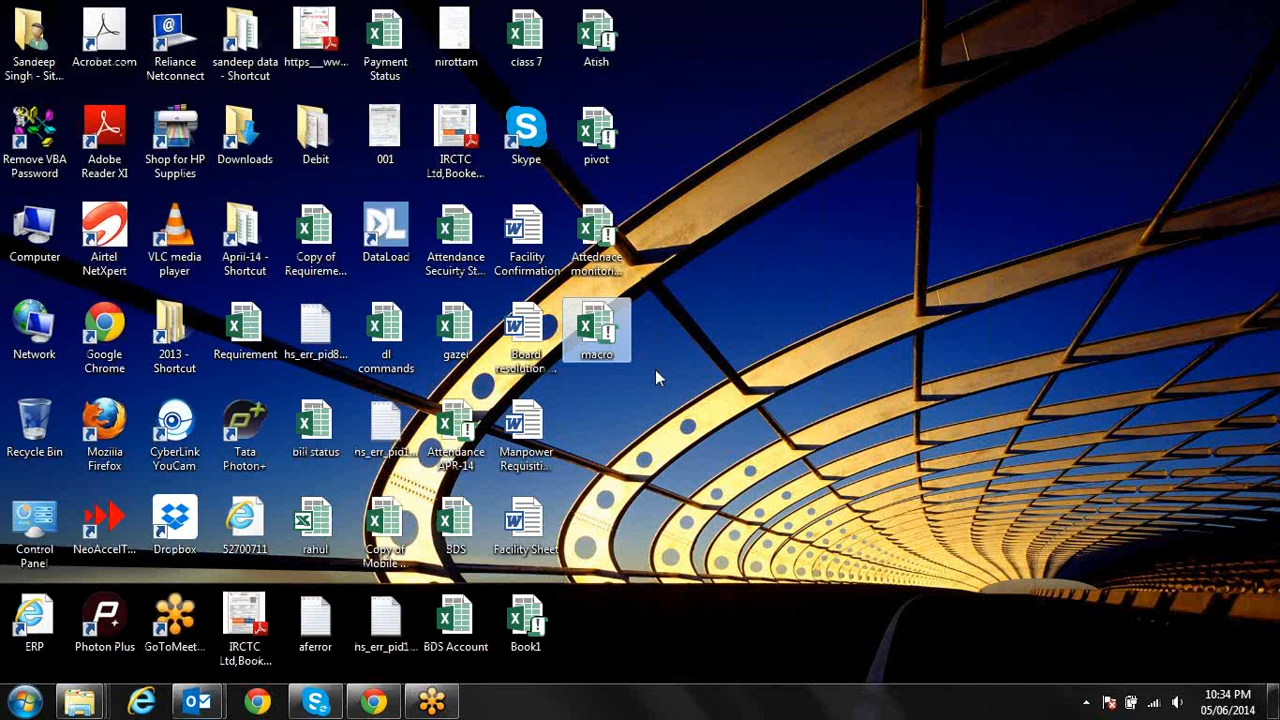 Sandeep
Singh - Sit...
Acrobat.com
Reliance
Netconnect
sandeep data
- Shortcut
https___ww...
Payment
Status
nirottam
class 7
Atish
Remove VBA
Password
Adobe
Reader XI
Shop for HP
Supplies
Downloads
Debit
001
IRCTC
Ltd,Booke...
Skype
pivot
Computer
Airtel
NetXpert
VLC media
player
April-14 -
Shortcut
Copy of
Requireme...
DataLoad
Attendance
Secuirty St...
Facility
Confirmation
Attednace
monitori...
Network
Google
Chrome
2013 -
Shortcut
Requirement
hs_err_pid8...
dl
commands
gazel
Board
resolution ...
macro
Recycle Bin
Mozilla
Firefox
CyberLink
YouCam
Tata
Photon+
bill status
hs_err_pid1...
Attendance
APR-14
Manpower
Requisiti...
Control
Panel
NeoAccelT...
Dropbox
52700711
rahul
Copy of
Mobile ...
BDS
Facility Sheet
ERP
Photon Plus
GoToMeet...
IRCTC
Ltd,Book...
aferror
hs_err_pid1...
BDS Account
Book1
10:34 PM
05/06/2014